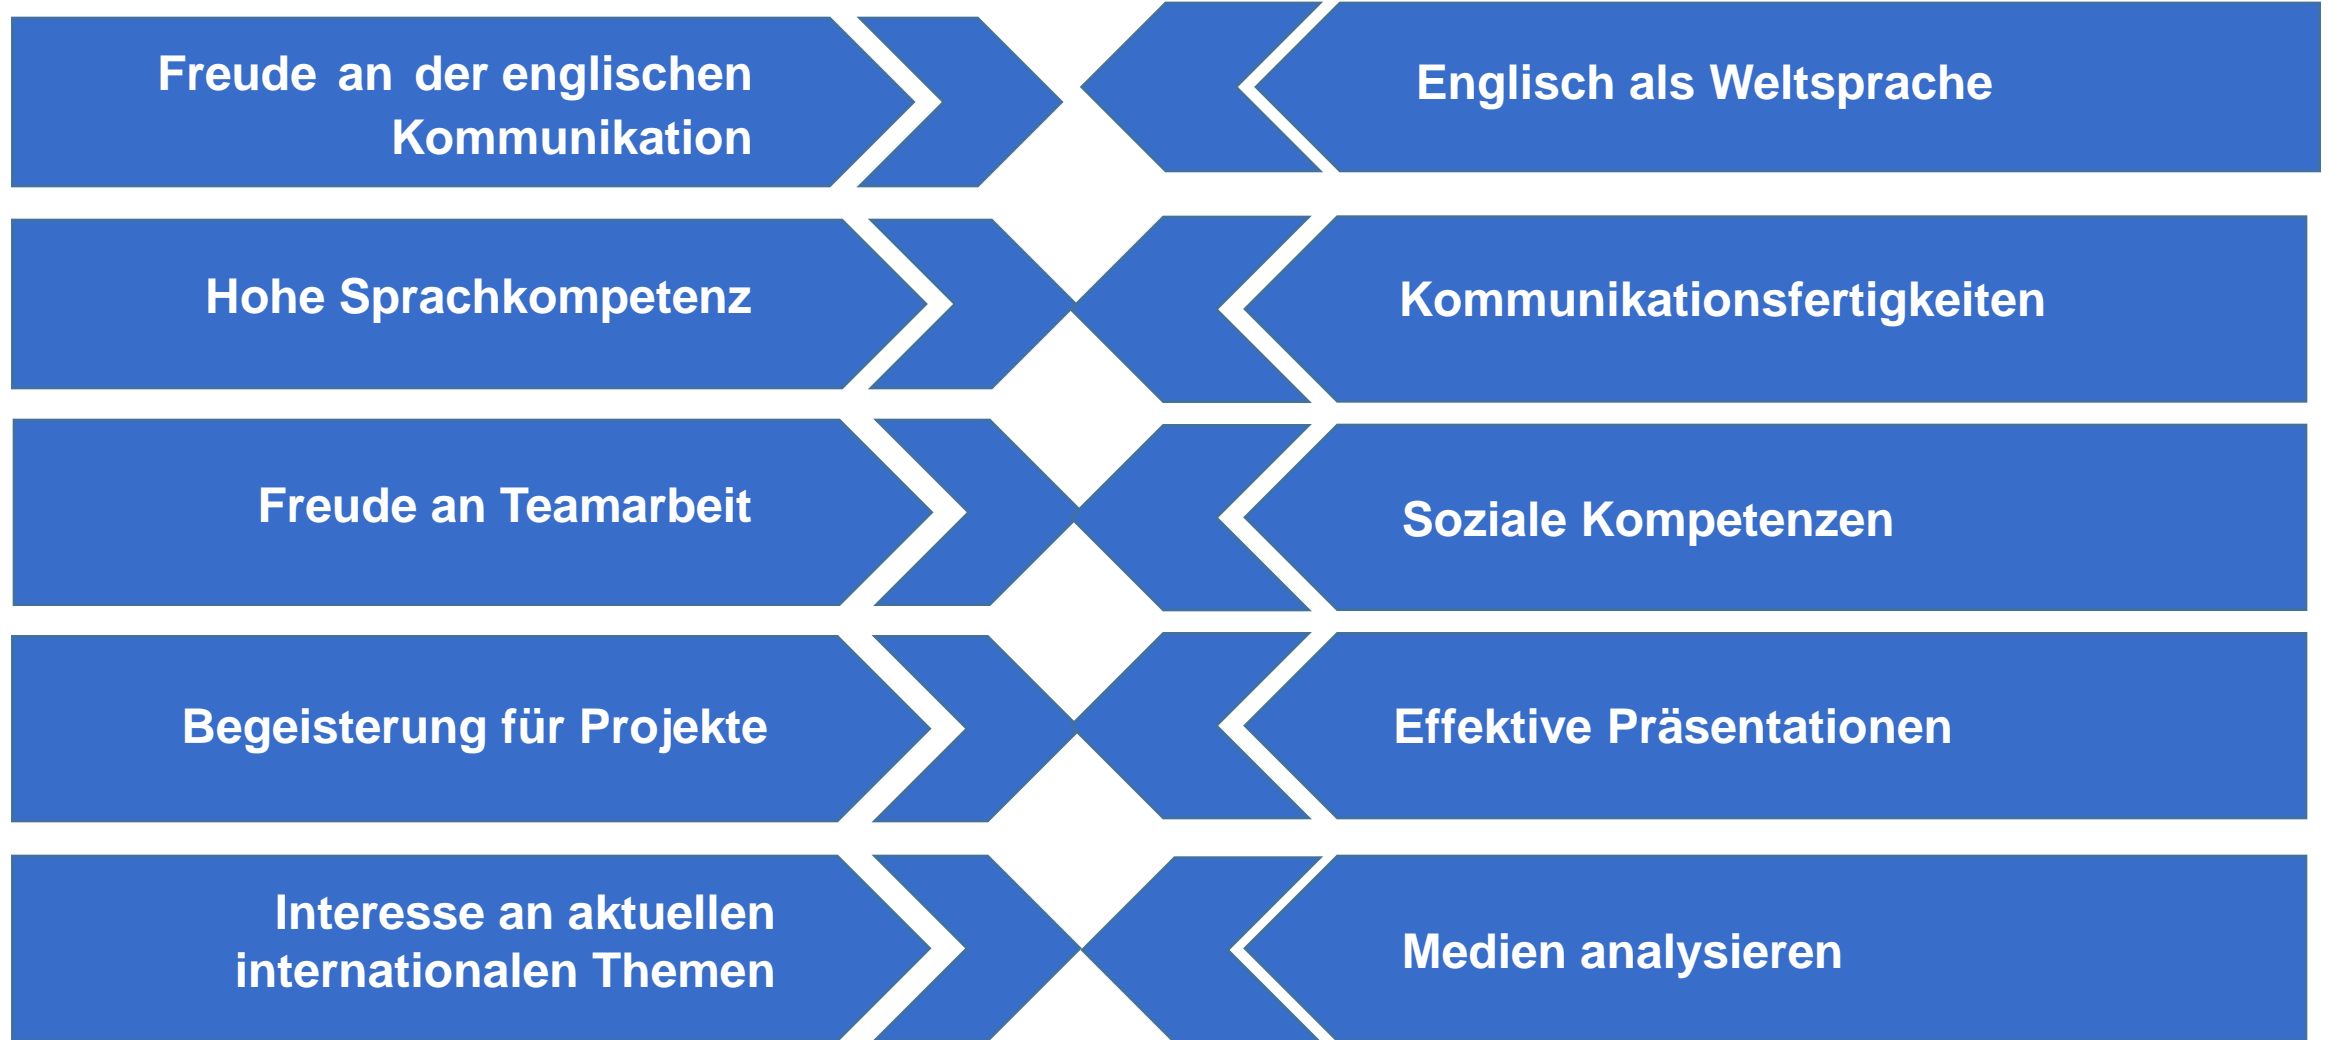 Freude an der englischen
Kommunikation
Englisch als Weltsprache
Hohe Sprachkompetenz
Kommunikationsfertigkeiten
Freude an Teamarbeit
Soziale Kompetenzen
Begeisterung für Projekte
Effektive Präsentationen
Interesse an aktuellen
internationalen Themen
Medien analysieren